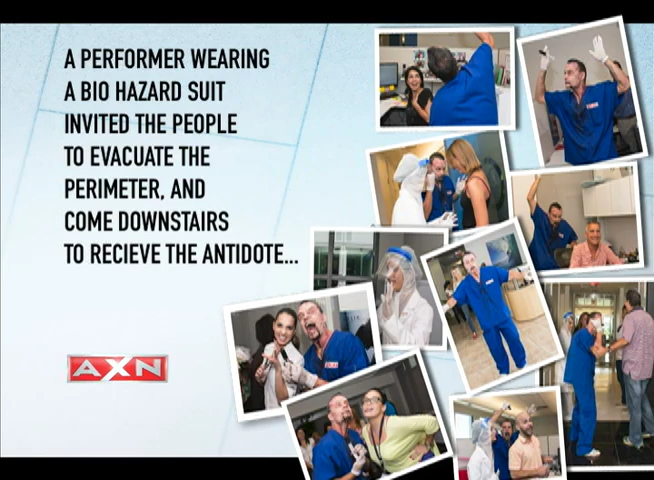 A PERFORMER WEARING
A BIO HAZARD SUIT
INVITED THE PEOPLE
TO EVACUATE THE
PERIMETER, AND
COME DOWNSTAIRS
TO RECIEVE THE ANTIDOTE...
AXN